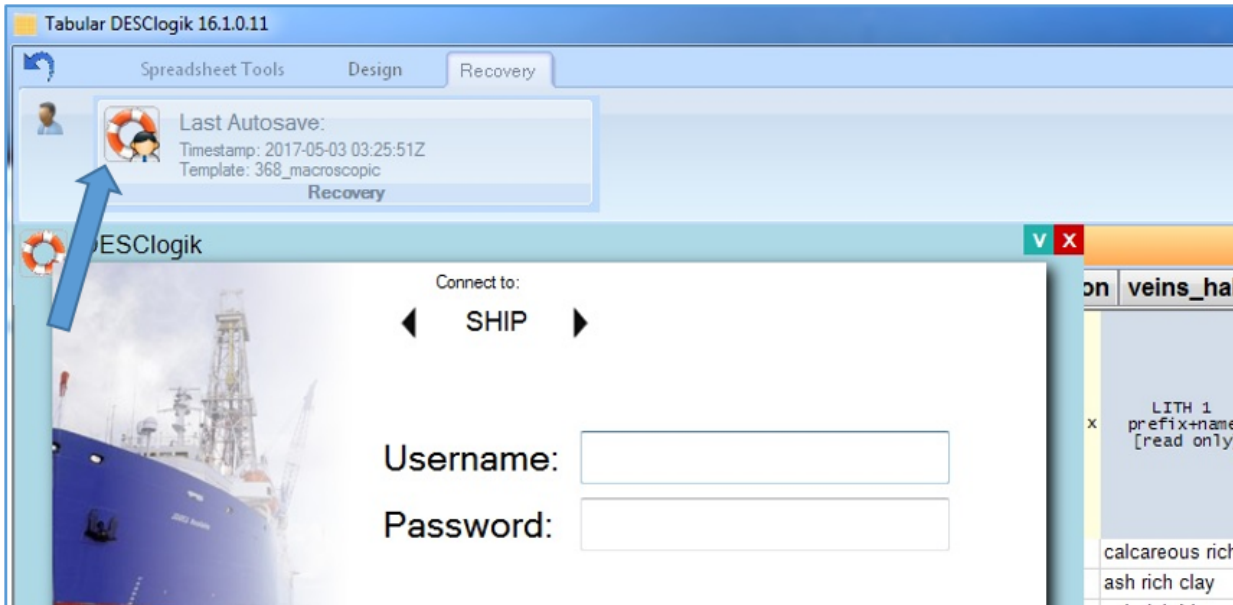 Tabular DESClogik 16.1.0.11
Spreadsheet Tools Design Recovery
Last Autosave:
Timestamp: 2017-05-03 03:25:51Z
Template: 368_macroscopic
Recovery
DESClogik
V X
Connect to:
SHIP
on veins_hal
LITH 1
x prefix+name
[read only
Username:
Password:
calcareous rich
ash rich clay